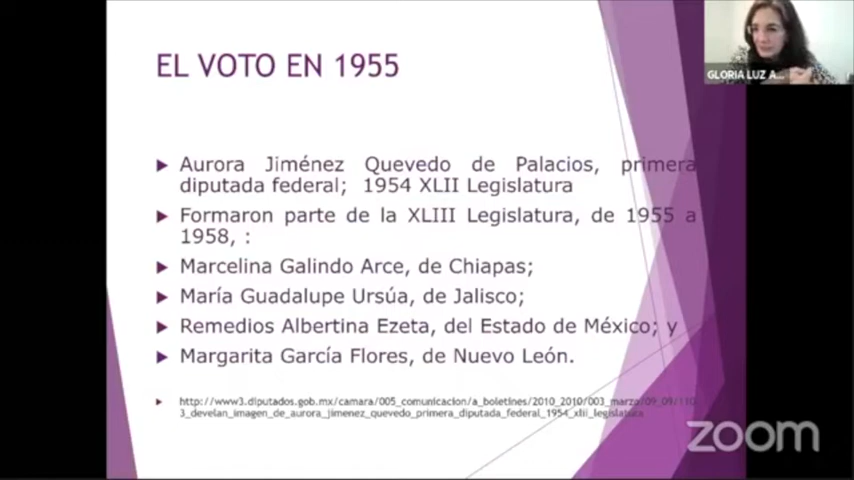 EL VOTO EN 1955
GLORIA LUZ A...
Aurora Jiménez Quevedo de Palacios, primera
diputada federal; 1954 XLII Legislatura
Formaron parte de la XLIII Legislatura, de 1955 a
1958, :
Marcelina Galindo Arce, de Chiapas;
María Guadalupe Ursúa, de Jalisco;
Remedios Albertina Ezeta, del Estado de México; y
Margarita García Flores, de Nuevo León.
http://www3.diputados.gob.mx/camara/005_comunicacion/a_boletines/2010_2010/003_marzo/09_09/110
3_develan_imagen_de_aurora_jimenez_quevedo_primera_diputada_federal_1954_xlii_legislatura
zoom